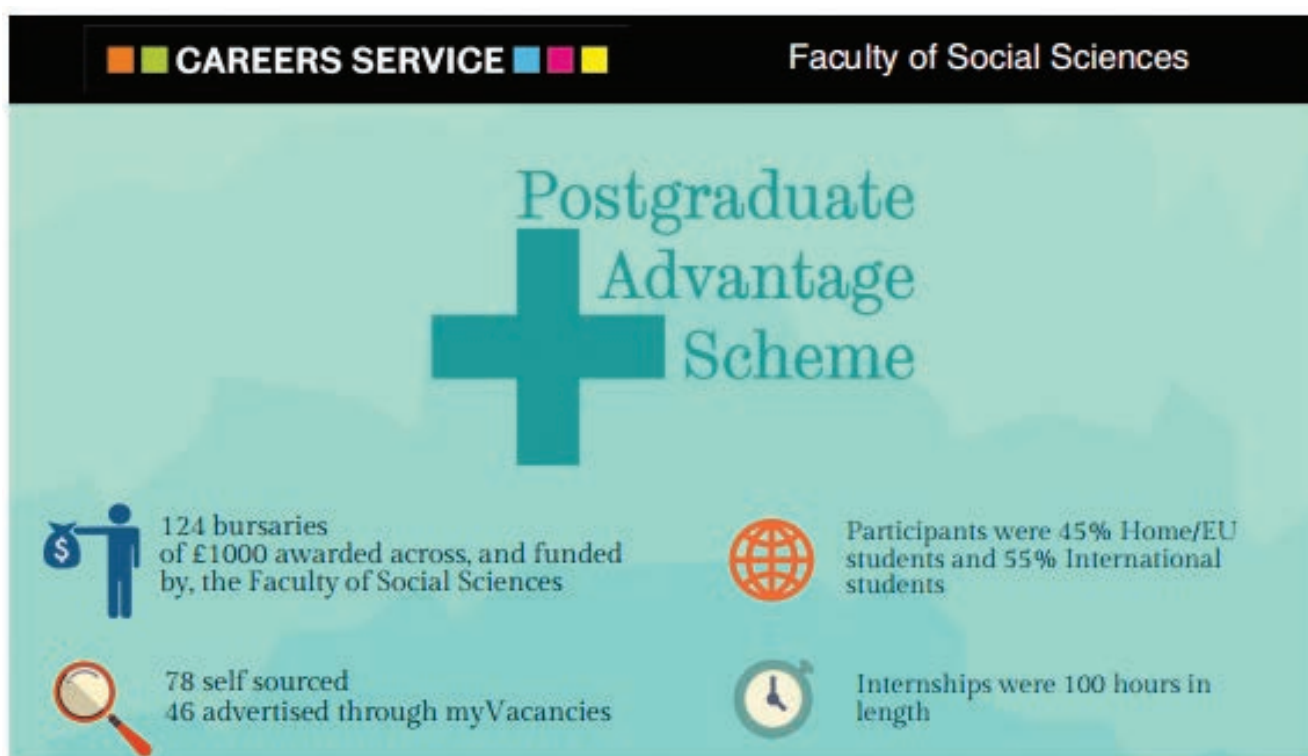 CAREERS SERVICE
Faculty of Social Sciences
Postgraduate
Advantage
Scheme
$
124 bursaries
of £1000 awarded across, and funded
by, the Faculty of Social Sciences
Participants were 45% Home/EU
students and 55% International
students
78 self sourced
46 advertised through myVacancies
Internships were 100 hours in
length